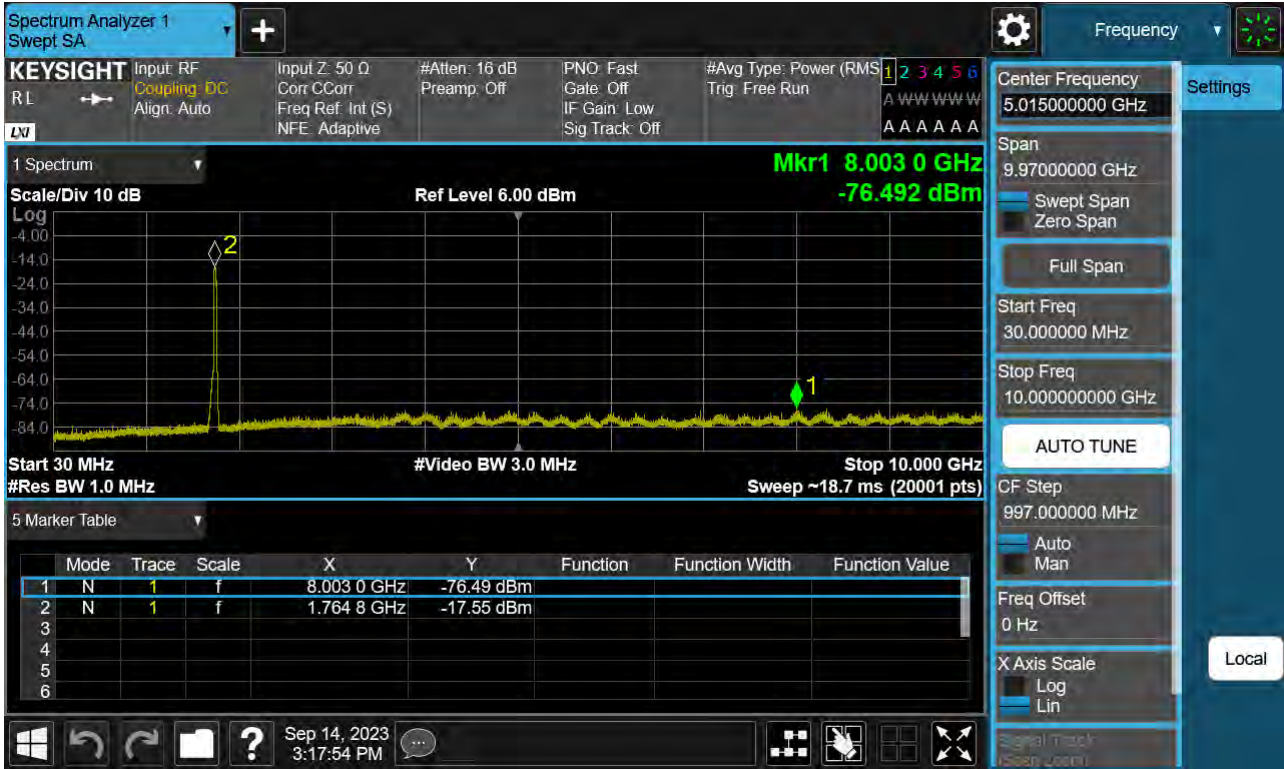 Spectrum Analyzer 1
Swept SA
Frequency
KEYSIGHT
R L
LXI
Input: RF
Coupling: DC
Align: Auto
Input Z: 50 Ω
Corr CCorr
Freq Ref: Int (S)
NFE: Adaptive
#Atten: 16 dB
Preamp: Off
PNO: Fast
Gate: Off
IF Gain: Low
Sig Track: Off
#Avg Type: Power (RMS
Trig: Free Run
1 2 3 4 5 6
A W W W W W
A A A A A A
1 Spectrum
Mkr1 8.003 0 GHz
-76.492 dBm
Scale/Div 10 dB
Ref Level 6.00 dBm
Log
-4.00
-14.0
-24.0
-34.0
-44.0
-54.0
-64.0
-74.0
-84.0
2
1
Start 30 MHz
#Video BW 3.0 MHz
Stop 10.000 GHz
#Res BW 1.0 MHz
Sweep ~18.7 ms (20001 pts)
5 Marker Table
Mode Trace Scale X Y Function Function Width Function Value
1 N 1 f 8.003 0 GHz -76.49 dBm
2 N 1 f 1.764 8 GHz -17.55 dBm
3
4
5
6
Sep 14, 2023
3:17:54 PM
Center Frequency
5.015000000 GHz
Settings
Span
9.97000000 GHz
Swept Span
Zero Span
Full Span
Start Freq
30.000000 MHz
Stop Freq
10.000000000 GHz
AUTO TUNE
CF Step
997.000000 MHz
Auto
Man
Freq Offset
0 Hz
X Axis Scale
Log
Lin
Signal Track
(Span Zoom)
Local